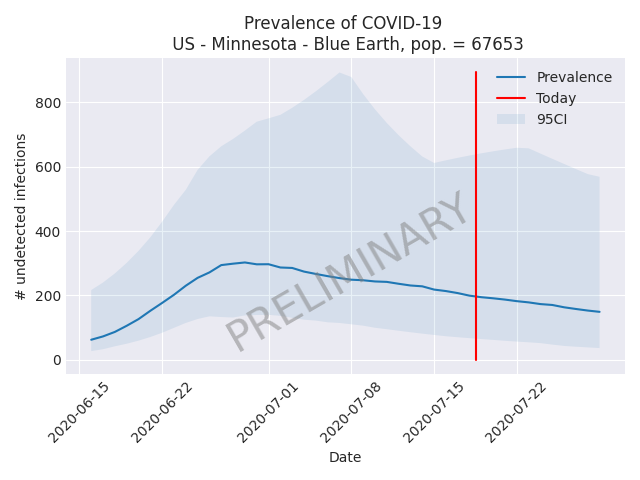 Prevalence of COVID-19
US - Minnesota - Blue Earth, pop. = 67653
Prevalence
Today
95CI
# undetected infections
800
600
400
200
0
PRELIMINARY
2020-06-15
2020-06-22
2020-07-01
2020-07-08
2020-07-15
2020-07-22
Date